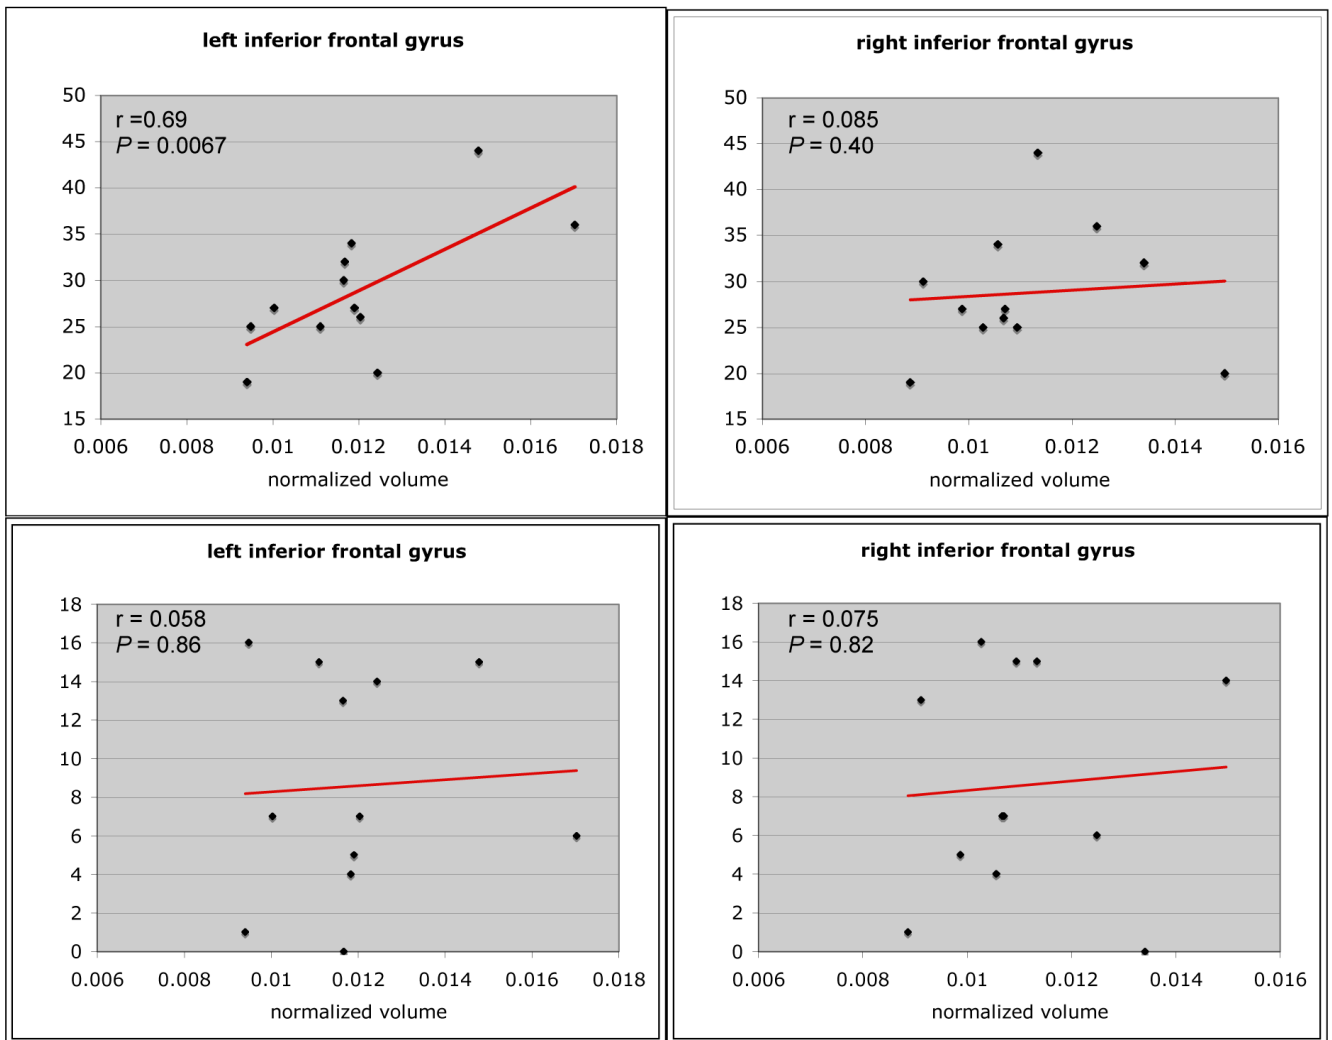 left inferior frontal gyrus
r =0.69
P = 0.0067
50
45
40
35
30
25
20
15
0.006 0.01 0.012 0.014 0.016 0.018
normalized volume
right inferior frontal gyrus
r = 0.085
P = 0.40
50
45
40
35
30
25
20
15
0.006 0.008 0.01 0.012 0.014 0.016
normalized volume
left inferior frontal gyrus
r = 0.058
P = 0.86
18
16
14
12
10
8
6
4
2
0
0.006 0.008 0.01 0.012 0.014 0.016 0.018
normalized volume
right inferior frontal gyrus
r = 0.075
P = 0.82
18
16
14
12
10
8
6
4
2
0
0.006 0.008 0.01 0.012 0.014 0.016
normalized volume